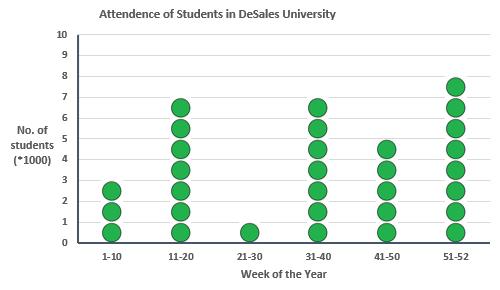 Attendence of Students in DeSales University
10
9
8
7
6
5
4
3
2
1
0
No. of
students
(*1000)
1-10 11-20 21-30 31-40 41-50 51-52
Week of the Year